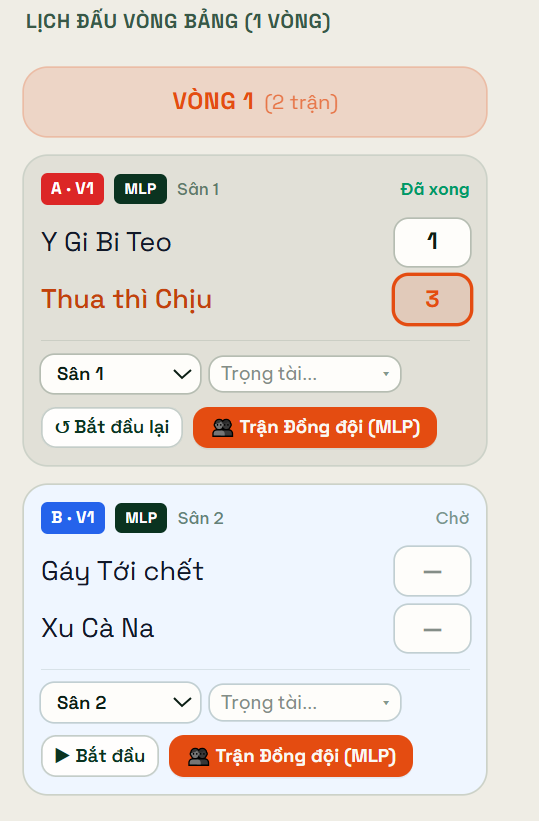 LỊCH ĐẤU VÒNG BẢNG (1 VÒNG)
VÒNG 1 (2 trận)
A · V1 MLP Sân 1 Đã xong
Y Gi Bi Teo 1
Thua thì Chịu 3
Sân 1 Trọng tài...
↺ Bắt đầu lại 👥 Trận Đồng đội (MLP)
B · V1 MLP Sân 2 Chờ
Gáy Tới chết —
Xu Cà Na —
Sân 2 Trọng tài...
▶ Bắt đầu 👥 Trận Đồng đội (MLP)